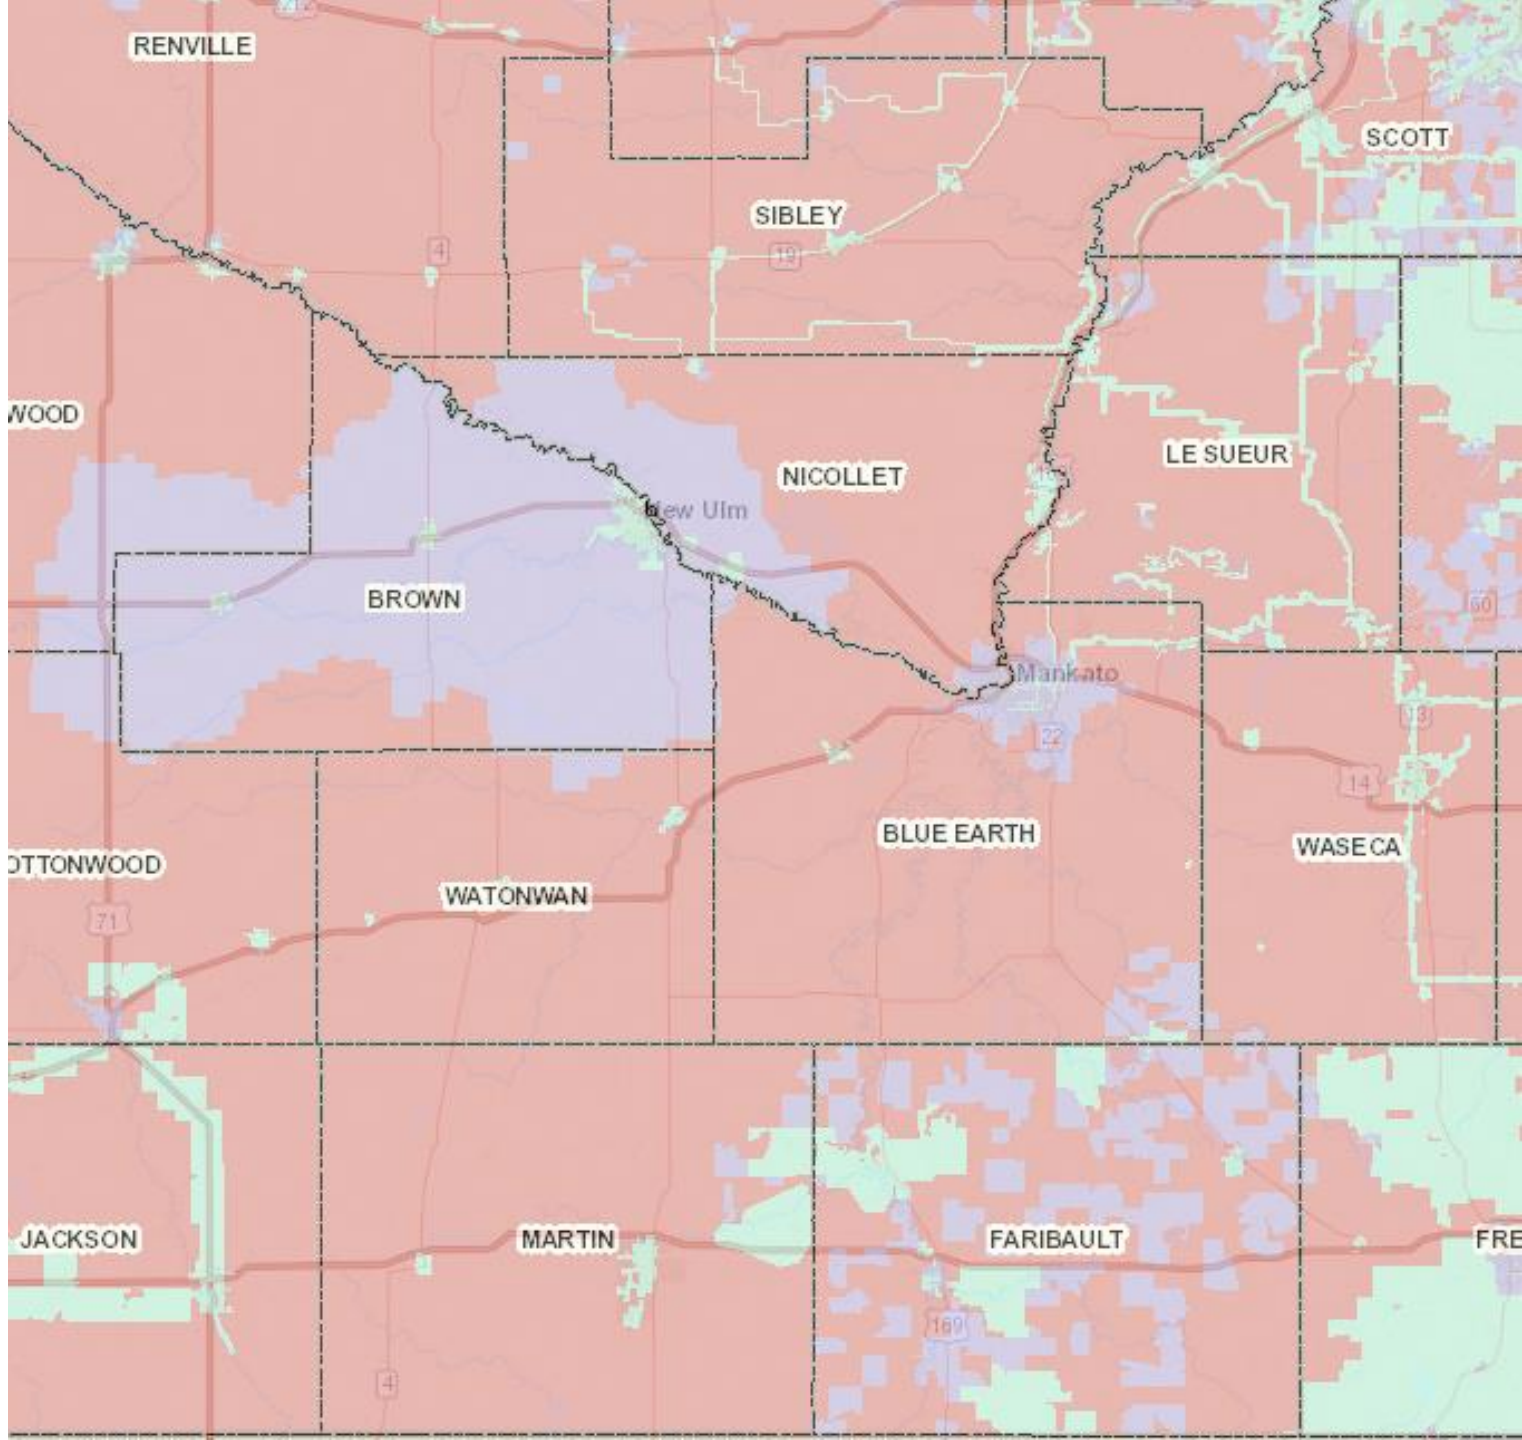 212
RENVILLE
SCOTT
SIBLEY
4
19
WOOD
LE SUEUR
NICOLLET
New Ulm
BROWN
60
Mankato
13
22
14
BLUE EARTH
WASECA
OTTONWOOD
WATONWAN
71
JACKSON
MARTIN
FARIBAULT
FRE
169
4